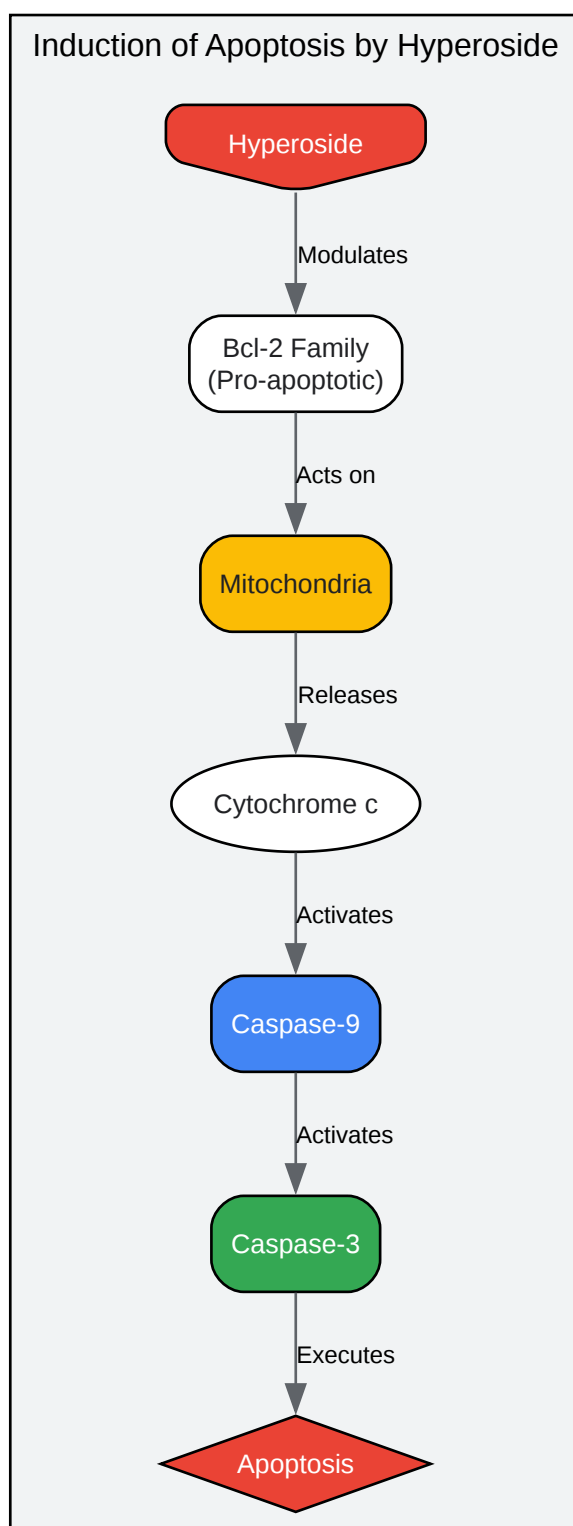 Induction of Apoptosis by Hyperoside
Hyperoside
Modulates
Bcl-2 Family
(Pro-apoptotic)
Acts on
Mitochondria
Releases
Cytochrome c
Activates
Caspase-9
Activates
Caspase-3
Executes
Apoptosis